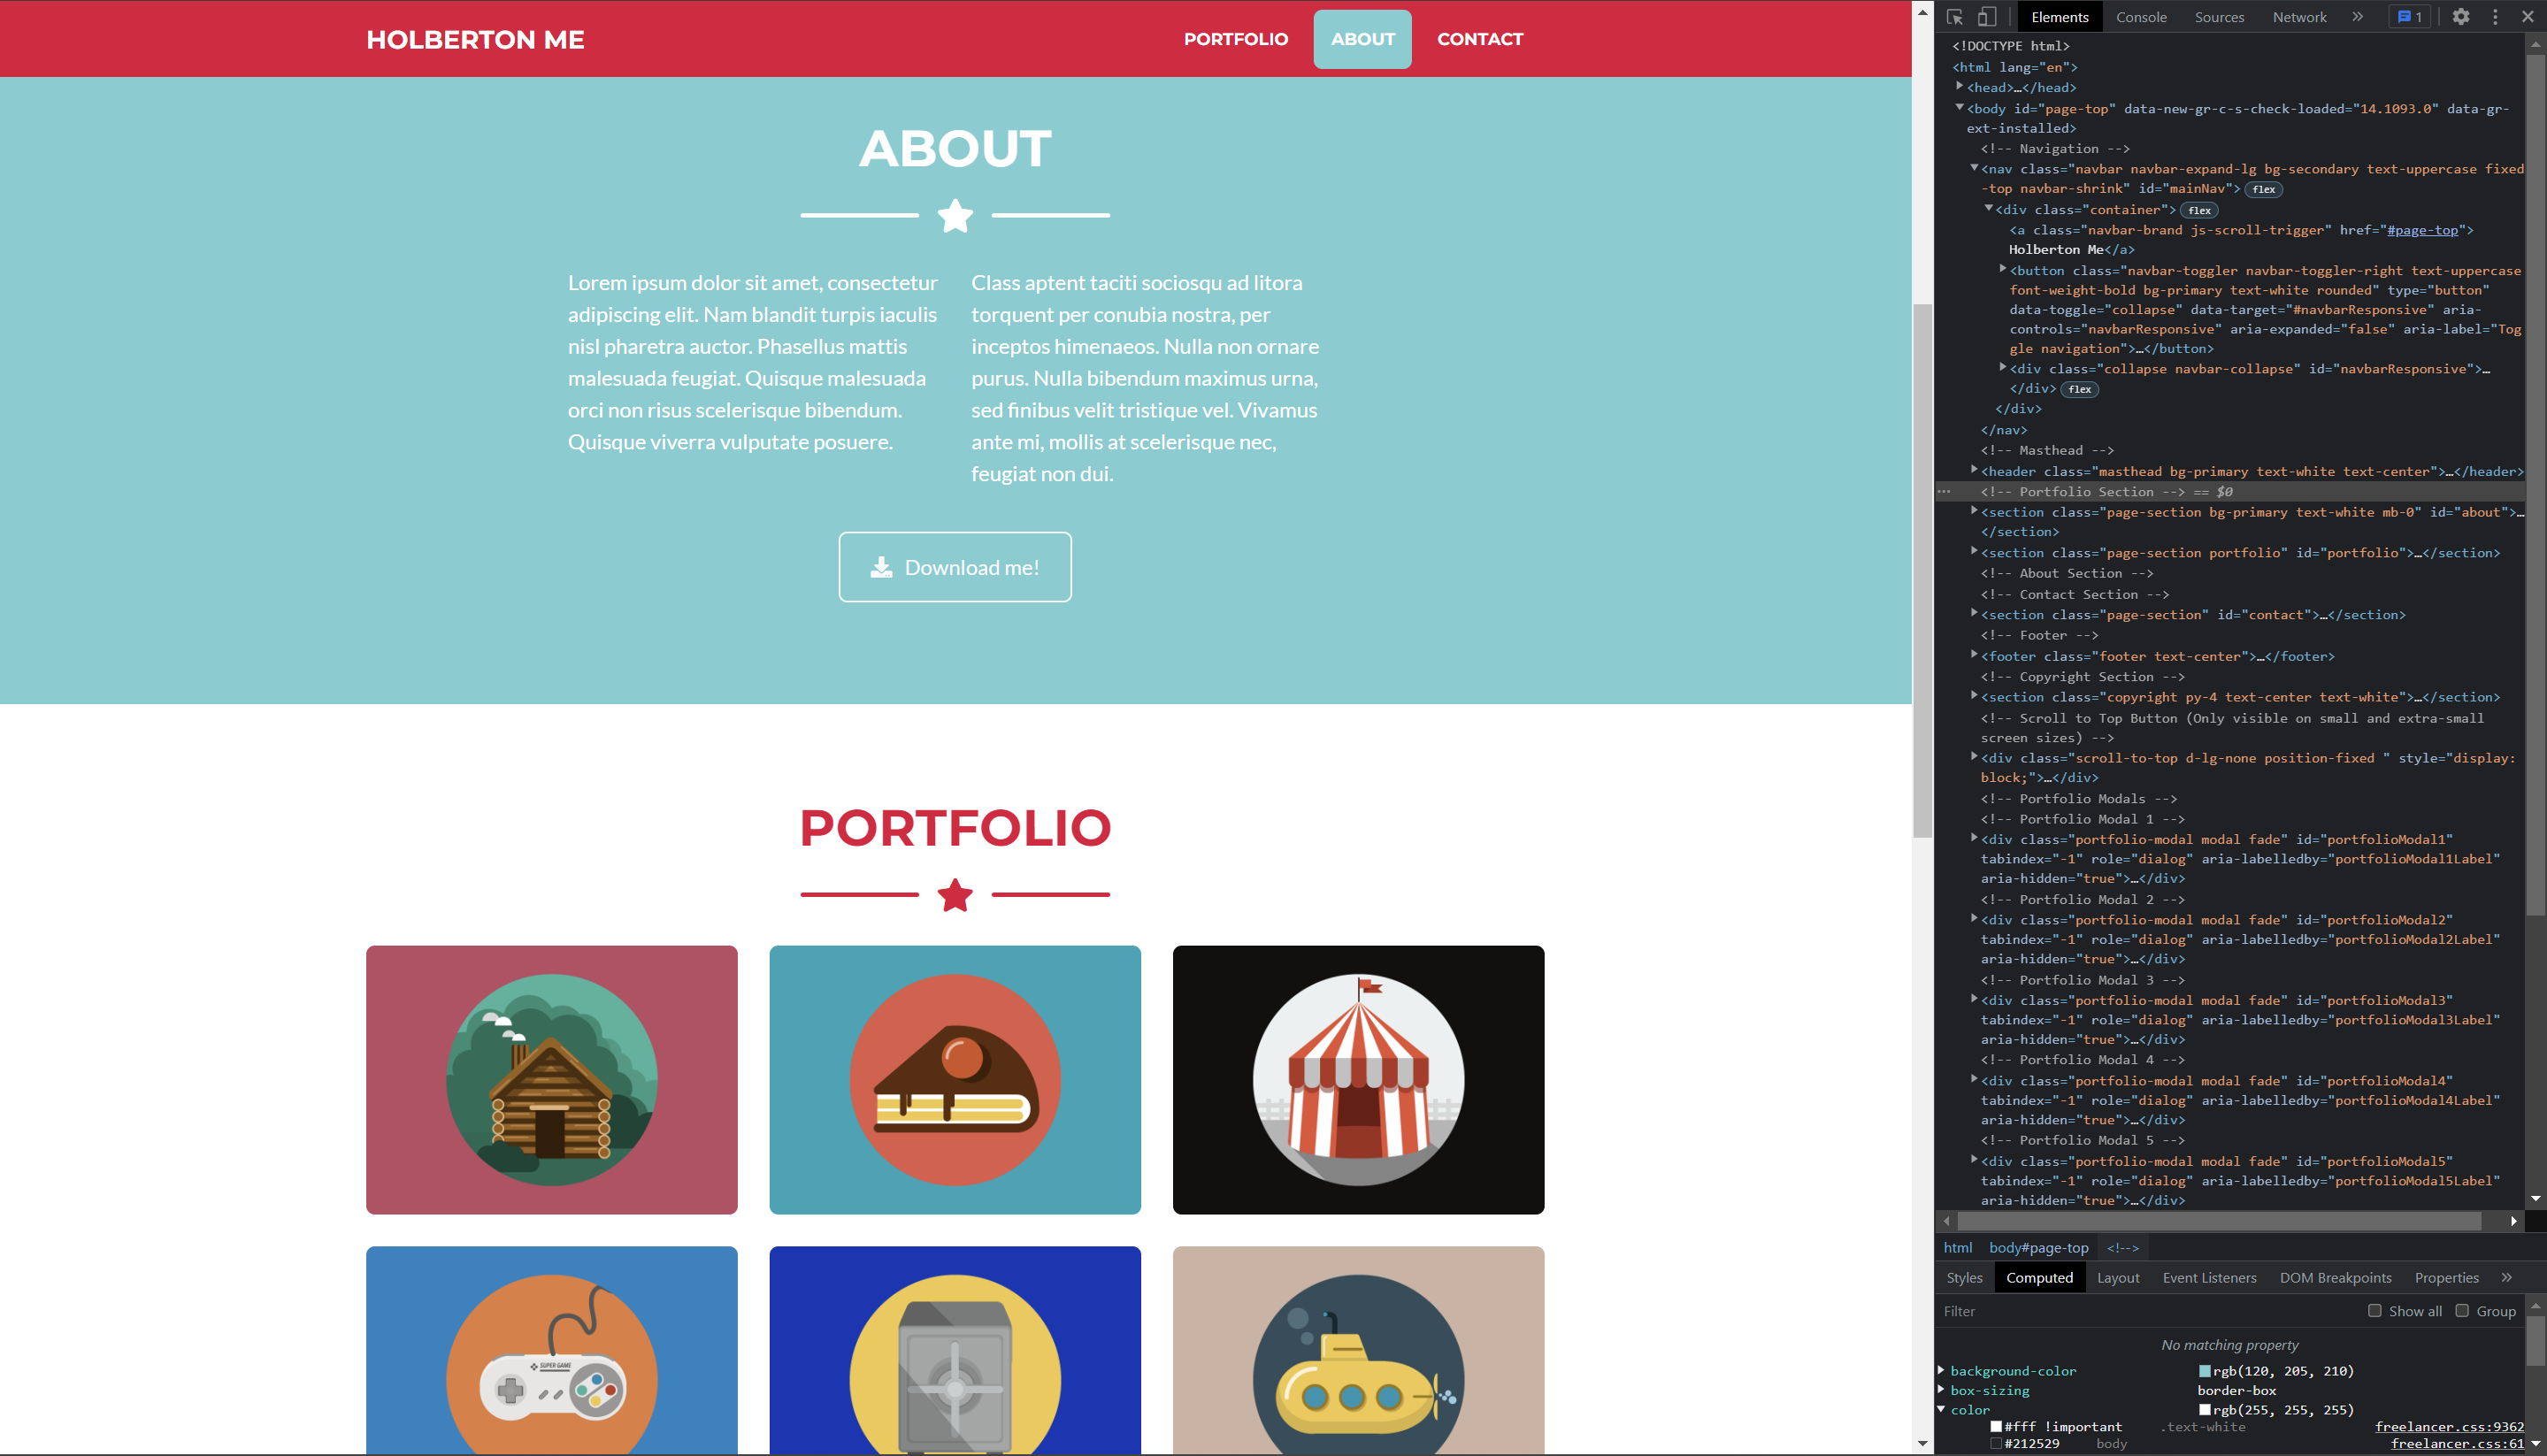 HOLBERTON ME
PORTFOLIO
ABOUT
CONTACT
ABOUT
Lorem ipsum dolor sit amet, consectetur
adipiscing elit. Nam blandit turpis iaculis
nisl pharetra auctor. Phasellus mattis
malesuada feugiat. Quisque malesuada
orci non risus scelerisque bibendum.
Quisque viverra vulputate posuere.
Class aptent taciti sociosqu ad litora
torquent per conubia nostra, per
inceptos himenaeos. Nulla non ornare
purus. Nulla bibendum maximus urna,
sed finibus velit tristique vel. Vivamus
ante mi, mollis at scelerisque nec,
feugiat non dui.
Download me!
PORTFOLIO
SUPER GAME
Elements Console Sources Network » 1
<!DOCTYPE html>
<html lang="en">
<head>…</head>
<body id="page-top" data-new-gr-c-s-check-loaded="14.1093.0" data-gr-
ext-installed>
<!-- Navigation -->
<nav class="navbar navbar-expand-lg bg-secondary text-uppercase fixed
-top navbar-shrink" id="mainNav"> flex
<div class="container"> flex
<a class="navbar-brand js-scroll-trigger" href="#page-top">
Holberton Me</a>
<button class="navbar-toggler navbar-toggler-right text-uppercase
font-weight-bold bg-primary text-white rounded" type="button"
data-toggle="collapse" data-target="#navbarResponsive" aria-
controls="navbarResponsive" aria-expanded="false" aria-label="Tog
gle navigation">…</button>
<div class="collapse navbar-collapse" id="navbarResponsive">…
</div> flex
</div>
</nav>
<!-- Masthead -->
<header class="masthead bg-primary text-white text-center">…</header>
<!-- Portfolio Section --> == $0
<section class="page-section bg-primary text-white mb-0" id="about">…
</section>
<section class="page-section portfolio" id="portfolio">…</section>
<!-- About Section -->
<!-- Contact Section -->
<section class="page-section" id="contact">…</section>
<!-- Footer -->
<footer class="footer text-center">…</footer>
<!-- Copyright Section -->
<section class="copyright py-4 text-center text-white">…</section>
<!-- Scroll to Top Button (Only visible on small and extra-small
screen sizes) -->
<div class="scroll-to-top d-lg-none position-fixed " style="display:
block;">…</div>
<!-- Portfolio Modals -->
<!-- Portfolio Modal 1 -->
<div class="portfolio-modal modal fade" id="portfolioModal1"
tabindex="-1" role="dialog" aria-labelledby="portfolioModal1Label"
aria-hidden="true">…</div>
<!-- Portfolio Modal 2 -->
<div class="portfolio-modal modal fade" id="portfolioModal2"
tabindex="-1" role="dialog" aria-labelledby="portfolioModal2Label"
aria-hidden="true">…</div>
<!-- Portfolio Modal 3 -->
<div class="portfolio-modal modal fade" id="portfolioModal3"
tabindex="-1" role="dialog" aria-labelledby="portfolioModal3Label"
aria-hidden="true">…</div>
<!-- Portfolio Modal 4 -->
<div class="portfolio-modal modal fade" id="portfolioModal4"
tabindex="-1" role="dialog" aria-labelledby="portfolioModal4Label"
aria-hidden="true">…</div>
<!-- Portfolio Modal 5 -->
<div class="portfolio-modal modal fade" id="portfolioModal5"
tabindex="-1" role="dialog" aria-labelledby="portfolioModal5Label"
aria-hidden="true">…</div>
html body#page-top <!-->
Styles Computed Layout Event Listeners DOM Breakpoints Properties »
Filter Show all Group
No matching property
background-color rgb(120, 205, 210)
box-sizing border-box
color rgb(255, 255, 255)
#fff !important .text-white freelancer.css:9362
#212529 body freelancer.css:61